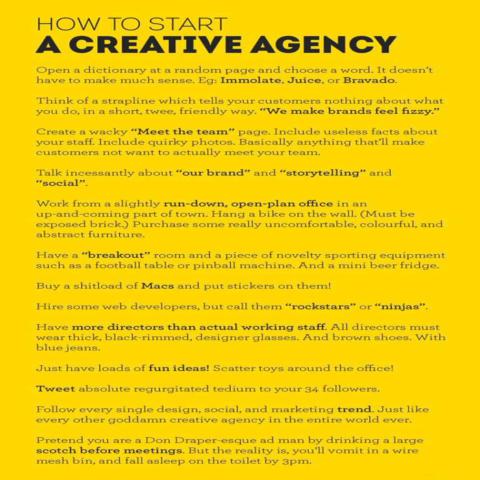 HOW TO START
A CREATIVE AGENCY
Open a dictionary at a random page and choose a word. It doesn't
have to make much sense. Eg: Immolate, Juice, or Bravado.
Think of a strapline which tells your customers nothing about what
you do, in a short, twee, friendly way. "We make brands feel fizzy."
Create a wacky "Meet the team" page. Include useless facts about
your staff. Include quirky photos. Basically anything that'll make
customers not want to actually meet your team.
Talk incessantly about "our brand" and "storytelling" and
"social".
Work from a slightly run-down, open-plan office in an
up-and-coming part of town. Hang a bike on the wall. (Must be
exposed brick.) Purchase some really uncomfortable, colourful, and
abstract furniture.
Have a "breakout" room and a piece of novelty sporting equipment
such as a football table or pinball machine. And a mini beer fridge.
Buy a shitload of Macs and put stickers on them!
Hire some web developers, but call them "rockstars" or "ninjas".
Have more directors than actual working staff. All directors must
wear thick, black-rimmed, designer glasses. And brown shoes. With
blue jeans.
Just have loads of fun ideas! Scatter toys around the office!
Tweet absolute regurgitated tedium to your 34 followers.
Follow every single design, social, and marketing trend. Just like
every other goddamn creative agency in the entire world ever.
Pretend you are a Don Draper-esque ad man by drinking a large
scotch before meetings. But the reality is, you'll vomit in a wire
mesh bin, and fall asleep on the toilet by 3pm.